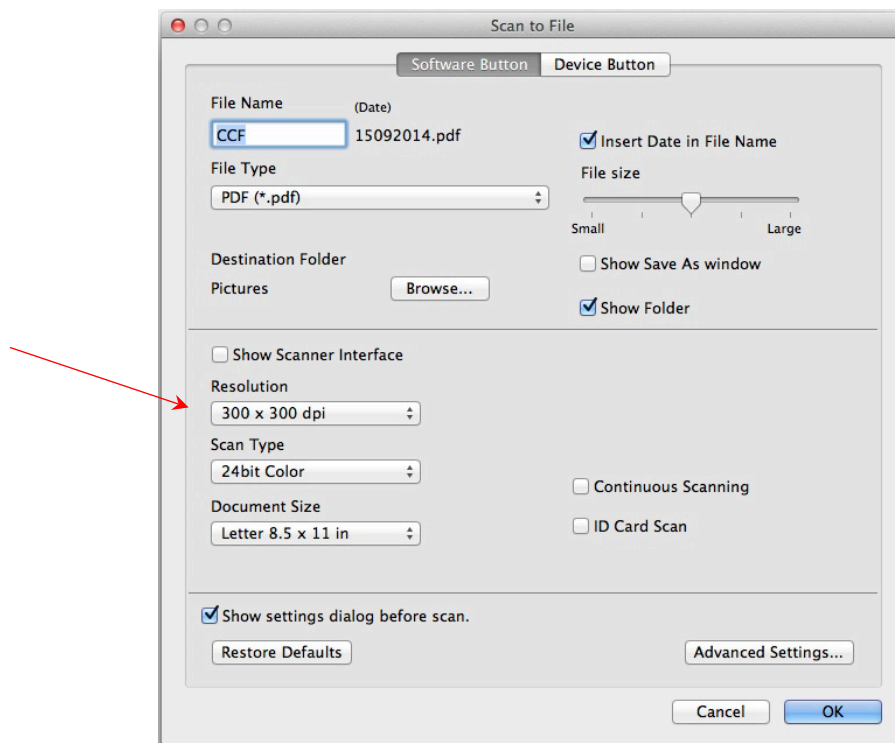 Scan to File
Software Button Device Button
File Name (Date)
CCF 15092014.pdf
Insert Date in File Name
File Type
File size
PDF (*.pdf)
Small Large
Destination Folder
Show Save As window
Pictures Browse...
Show Folder
Show Scanner Interface
Resolution
300 x 300 dpi
Scan Type
24bit Color
Continuous Scanning
Document Size
Letter 8.5 x 11 in
ID Card Scan
Show settings dialog before scan.
Restore Defaults Advanced Settings...
Cancel OK